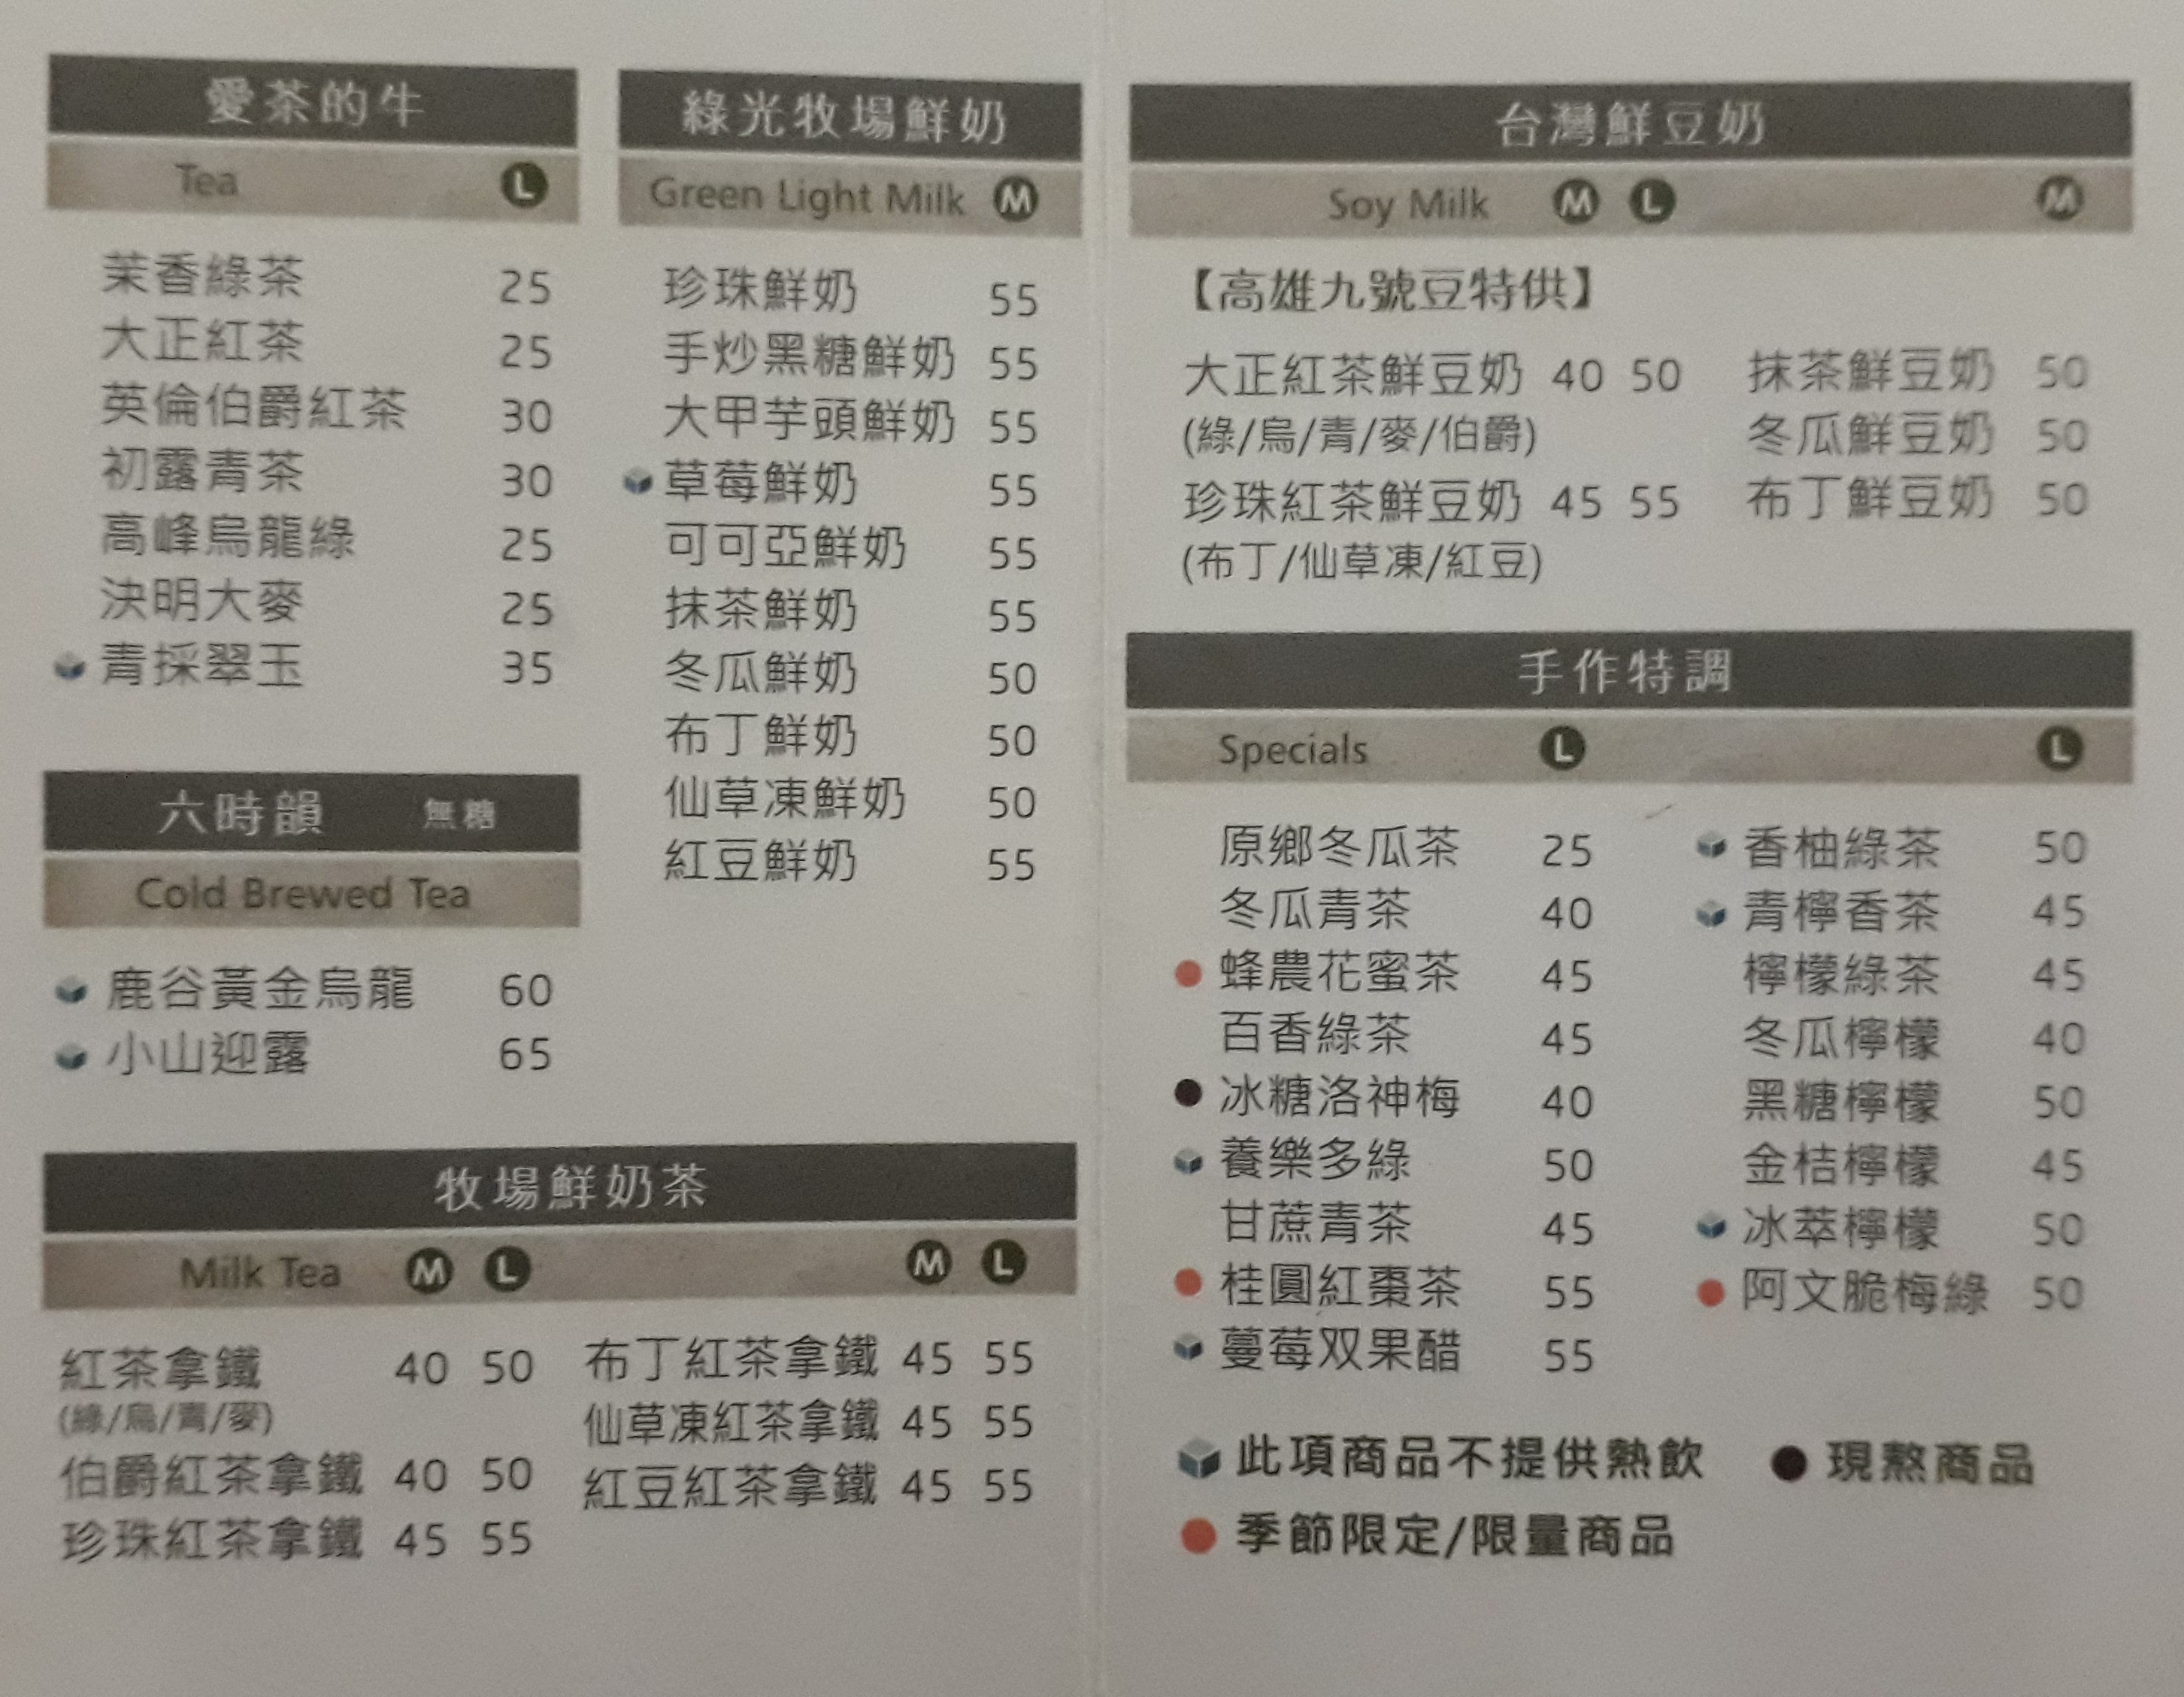 愛茶的牛
Tea L
茉香綠茶 25
大正紅茶 25
英倫伯爵紅茶 30
初露青茶 30
高峰烏龍綠 25
決明大麥 25
青採翠玉 35
六時韻 無糖
Cold Brewed Tea
鹿谷黃金烏龍 60
小山迎露 65
綠光牧場鮮奶
Green Light Milk M
珍珠鮮奶 55
手炒黑糖鮮奶 55
大甲芋頭鮮奶 55
草莓鮮奶 55
可可亞鮮奶 55
抹茶鮮奶 55
冬瓜鮮奶 50
布丁鮮奶 50
仙草凍鮮奶 50
紅豆鮮奶 55
牧場鮮奶茶
Milk Tea M L M L
紅茶拿鐵 40 50
(綠/烏/青/麥)
伯爵紅茶拿鐵 40 50
珍珠紅茶拿鐵 45 55
布丁紅茶拿鐵 45 55
仙草凍紅茶拿鐵 45 55
紅豆紅茶拿鐵 45 55
台灣鮮豆奶
Soy Milk M L M
【高雄九號豆特供】
大正紅茶鮮豆奶 40 50
(綠/烏/青/麥/伯爵)
珍珠紅茶鮮豆奶 45 55
(布丁/仙草凍/紅豆)
抹茶鮮豆奶 50
冬瓜鮮豆奶 50
布丁鮮豆奶 50
手作特調
Specials L L
原鄉冬瓜茶 25
冬瓜青茶 40
蜂農花蜜茶 45
百香綠茶 45
冰糖洛神梅 40
養樂多綠 50
甘蔗青茶 45
桂圓紅棗茶 55
蔓莓双果醋 55
香柚綠茶 50
青檸香茶 45
檸檬綠茶 45
冬瓜檸檬 40
黑糖檸檬 50
金桔檸檬 45
冰萃檸檬 50
阿文脆梅綠 50
此項商品不提供熱飲 現熬商品
季節限定/限量商品